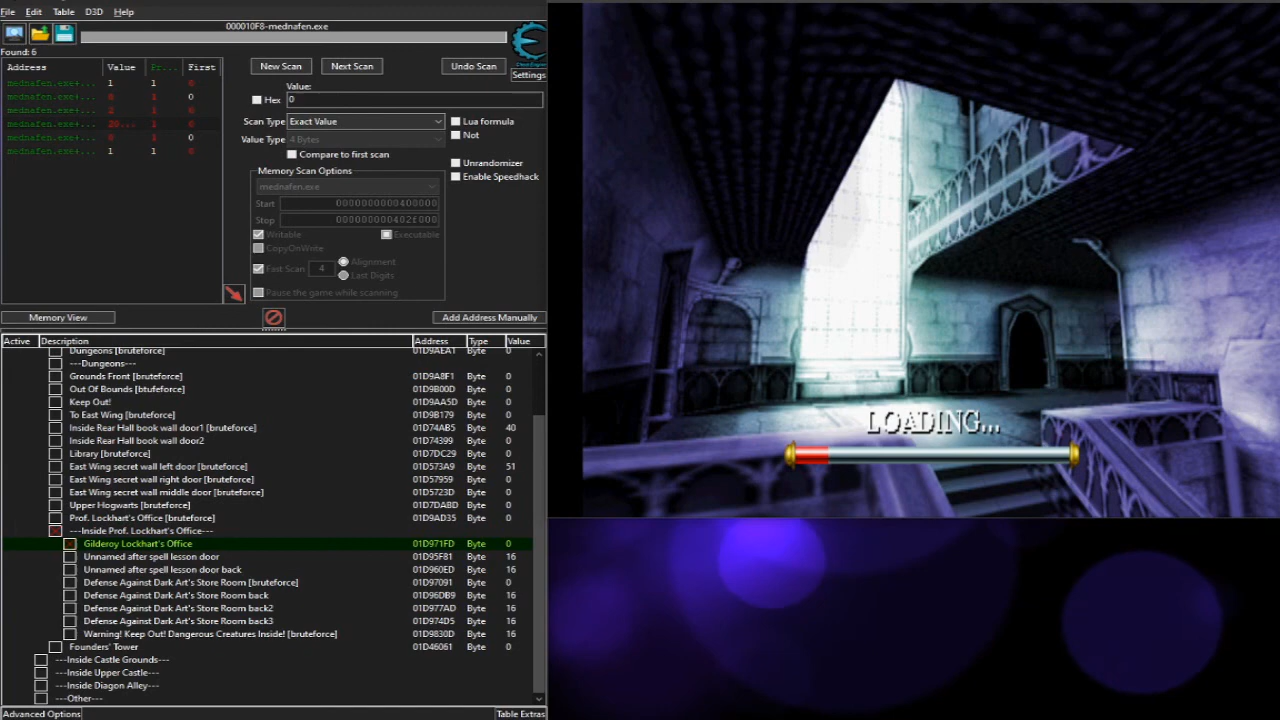 File Edit Table D3D Help
000010F8-mednafen.exe
Found: 6
Settings
Address Value Pr... First
mednafen.exe+... 1 1 0
mednafen.exe+... 0 1 0
mednafen.exe+... 2 1 0
mednafen.exe+... 20... 1 0
mednafen.exe+... 0 1 0
mednafen.exe+... 1 1 0
New Scan Next Scan Undo Scan
Value:
Hex 0
Scan Type Exact Value Lua formula
Not
Value Type 4 Bytes
Compare to first scan
Unrandomizer
Enable Speedhack
Memory Scan Options
mednafen.exe
Start 0000000000400000
Stop
Writable Executable
CopyOnWrite
Fast Scan 4 Alignment
Last Digits
Pause the game while scanning
Memory View Add Address Manually
Active Description Address Type Value
Dungeons [bruteforce] 01D9AEA1 Byte 0
---Dungeons---
Grounds Front [bruteforce] 01D9A8F1 Byte 0
Out Of Bounds [btuteforce] 01D9B00D Byte 0
Keep Out! 01D9AA5D Byte 0
To East Wing [bruteforce] 01D9B179 Byte 0
Inside Rear Hall book wall door1 [bruteforce] 01D74AB5 Byte 40
Inside Rear Hall book wall door2 01D74399 Byte 0
Library [bruteforce] 01D7DC29 Byte 0
East Wing secret wall left door [bruteforce] 01D573A9 Byte 51
East Wing secret wall right door [bruteforce] 01D57959 Byte 0
East Wing secret wall middle door [bruteforce] 01D5723D Byte 0
Upper Hogwarts [bruteforce] 01D7DABD Byte 0
Prof. Lockhart's Office [bruteforce] 01D9AD35 Byte 0
---Inside Prof. Lockhart's Office---
Gilderoy Lockhart's Office 01D971FD Byte 0
Unnamed after spell lesson door 01D95F81 Byte 16
Unnamed after spell lesson back 01D960ED Byte 16
Defense Against Dark Art's Store Room [bruteforce] 01D97091 Byte 0
Defense Against Dark Art's Store Room back 01D96DB9 Byte 16
Defense Against Dark Art's Store Room back2 01D977AD Byte 16
Defense Against Dark Art's Store Room back3 01D974D5 Byte 16
Warning! Keep Out! Dangerous Creatures Inside! [bruteforce] 01D9830D Byte 16
Founders' Tower 01D46061 Byte 0
---Inside Castle Grounds---
---Inside Upper Castle---
---Inside Diagon Alley---
---Other---
Advanced Options Table Extras
LOADING...